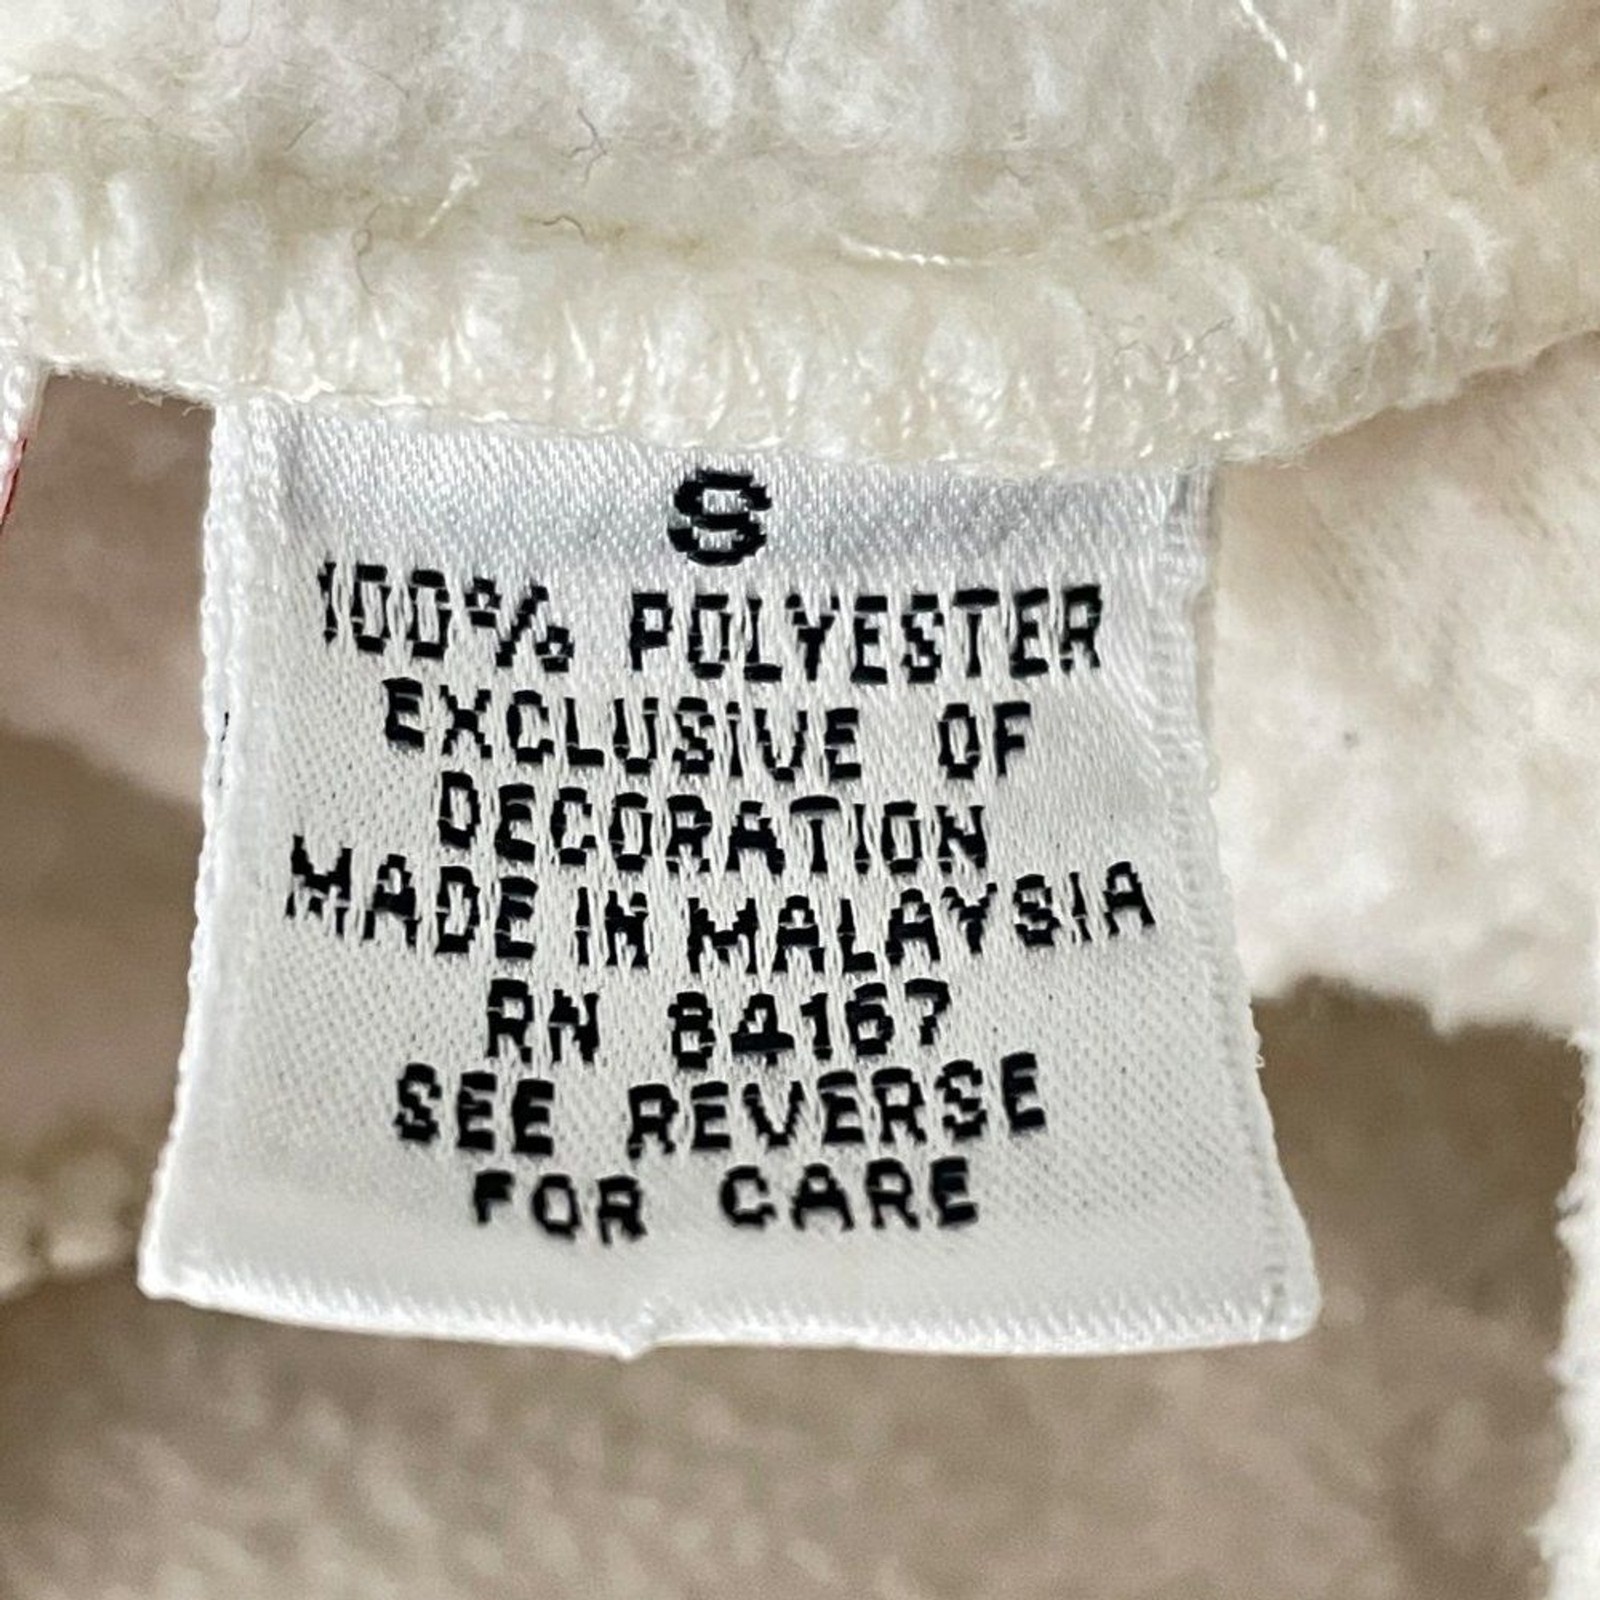 S
100% POLYESTER
EXCLUSIVE OF
DECORATION
MADE IN MALAYSIA
RN 84167
SEE REVERSE
FOR CARE